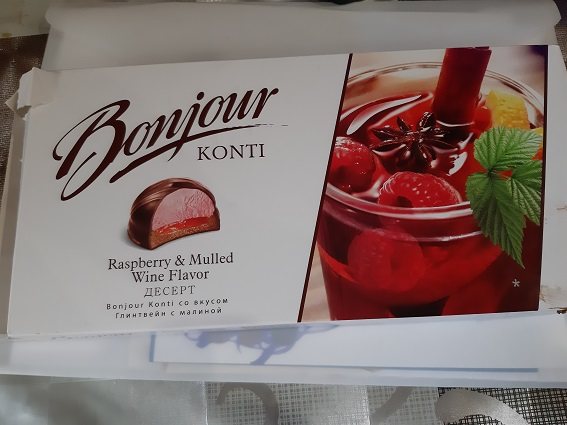 Bonjour
KONTI
Raspberry & Mulled
Wine Flavor
ДЕСЕРТ
Bonjour Konti со вкусом
Глинтвейн с малиной
*